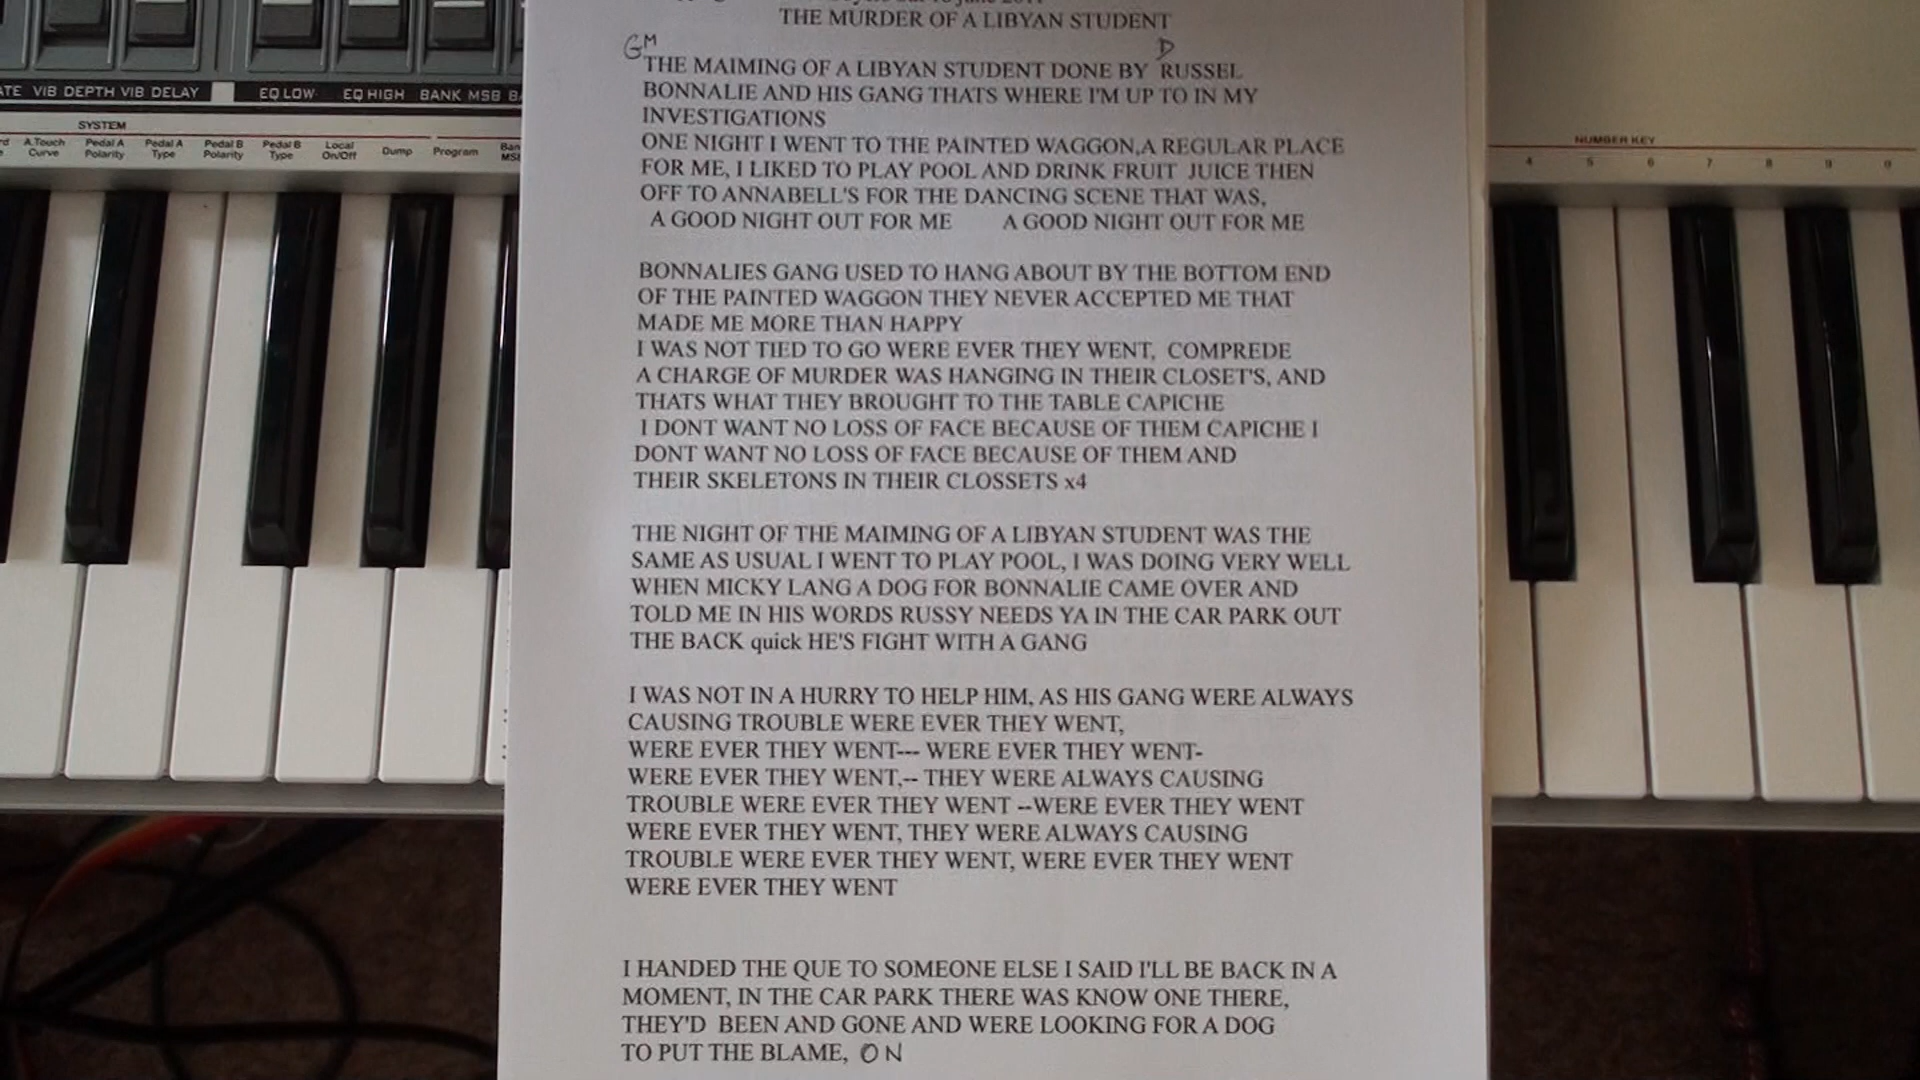 THE MURDER OF A LIBYAN STUDENT
GM D
THE MAIMING OF A LIBYAN STUDENT DONE BY RUSSEL
BONNALIE AND HIS GANG THATS WHERE I'M UP TO IN MY
INVESTIGATIONS
ONE NIGHT I WENT TO THE PAINTED WAGGON,A REGULAR PLACE
FOR ME, I LIKED TO PLAY POOL AND DRINK FRUIT JUICE THEN
OFF TO ANNABELL'S FOR THE DANCING SCENE THAT WAS,
A GOOD NIGHT OUT FOR ME A GOOD NIGHT OUT FOR ME
BONNALIES GANG USED TO HANG ABOUT BY THE BOTTOM END
OF THE PAINTED WAGGON THEY NEVER ACCEPTED ME THAT
MADE ME MORE THAN HAPPY
I WAS NOT TIED TO GO WERE EVER THEY WENT, COMPREDE
A CHARGE OF MURDER WAS HANGING IN THEIR CLOSET'S, AND
THATS WHAT THEY BROUGHT TO THE TABLE CAPICHE
I DONT WANT NO LOSS OF FACE BECAUSE OF THEM CAPICHE I
DONT WANT NO LOSS OF FACE BECAUSE OF THEM AND
THEIR SKELETONS IN THEIR CLOSSETS x4
THE NIGHT OF THE MAIMING OF A LIBYAN STUDENT WAS THE
SAME AS USUAL I WENT TO PLAY POOL, I WAS DOING VERY WELL
WHEN MICKY LANG A DOG FOR BONNALIE CAME OVER AND
TOLD ME IN HIS WORDS RUSSY NEEDS YA IN THE CAR PARK OUT
THE BACK quick HE'S FIGHT WITH A GANG
I WAS NOT IN A HURRY TO HELP HIM, AS HIS GANG WERE ALWAYS
CAUSING TROUBLE WERE EVER THEY WENT,
WERE EVER THEY WENT--- WERE EVER THEY WENT-
WERE EVER THEY WENT,-- THEY WERE ALWAYS CAUSING
TROUBLE WERE EVER THEY WENT --WERE EVER THEY WENT
WERE EVER THEY WENT, THEY WERE ALWAYS CAUSING
TROUBLE WERE EVER THEY WENT, WERE EVER THEY WENT
WERE EVER THEY WENT
I HANDED THE QUE TO SOMEONE ELSE I SAID I'LL BE BACK IN A
MOMENT, IN THE CAR PARK THERE WAS KNOW ONE THERE,
THEY'D BEEN AND GONE AND WERE LOOKING FOR A DOG
TO PUT THE BLAME, ON
VIB DEPTH VIB DELAY EQ LOW EQ HIGH BANK MSB
SYSTEM
A.Touch Curve Pedal A Polarity Pedal A Type Pedal B Polarity Pedal B Type Local On/Off Dump Program
NUMBER KEY
4 5 6 7 8 9 0